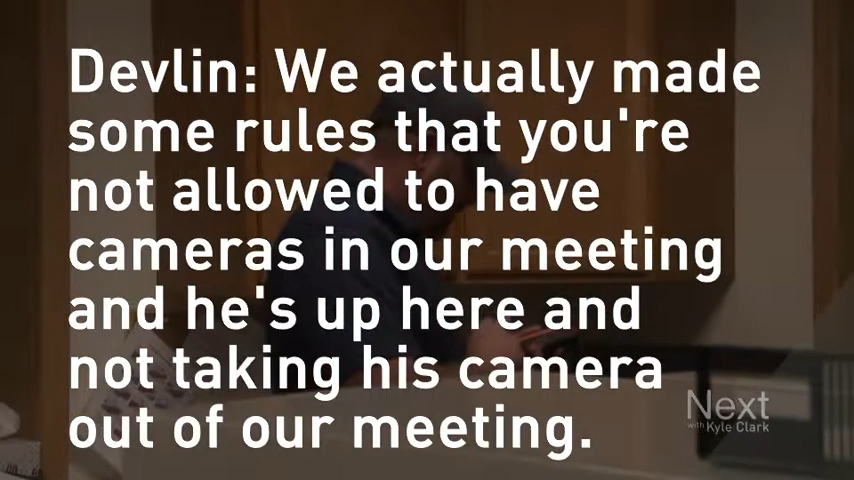 Devlin: We actually made
some rules that you're
not allowed to have
cameras in our meeting
and he's up here and
not taking his camera
out of our meeting.
Next
with Kyle Clark